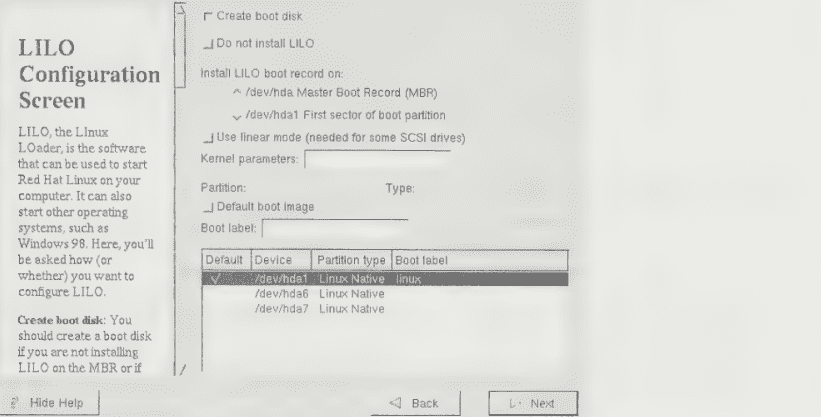 LILO
Configuration
Screen
LILO, the LInux
LOader, is the software
that can be used to start
Red Hat Linux on your
computer. It can also
start other operating
systems, such as
Windows 98. Here, you'll
be asked how (or
whether) you want to
configure LILO.
Create boot disk: You
should create a boot disk
if you are not installing
LILO on the MBR or if
Create boot disk
Do not install LILO
Install LILO boot record on:
/dev/hda Master Boot Record (MBR)
/dev/hda1 First sector of boot partition
Use linear mode (needed for some SCSI drives)
Kernel parameters:
Partition: Type:
Default boot image
Boot label:
Default Device Partition type Boot label
/dev/hda1 Linux Native linux
/dev/hda6 Linux Native
/dev/hda7 Linux Native
Hide Help
Back
Next